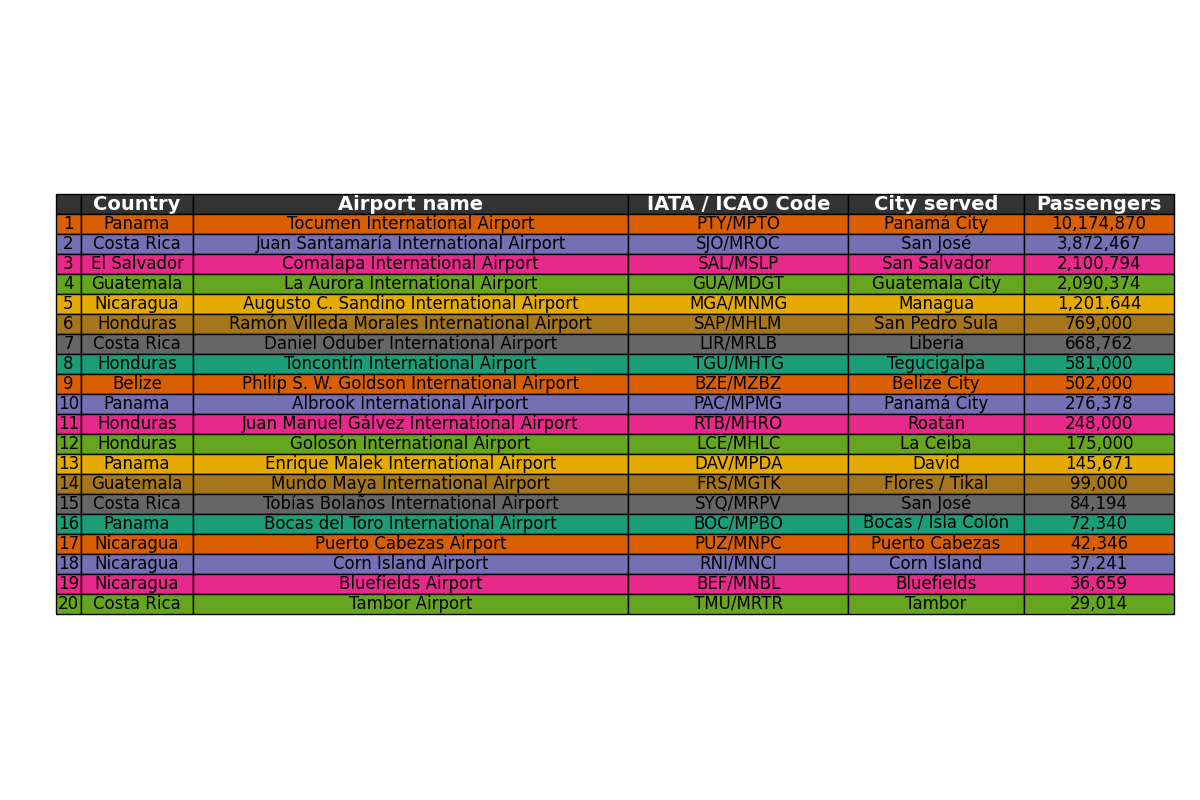 Country Airport name IATA / ICAO Code City served Passengers
1 Panama Tocumen International Airport PTY/MPTO Panamá City 10,174,870
2 Costa Rica Juan Santamaría International Airport SJO/MROC San José 3,872,467
3 El Salvador Comalapa International Airport SAL/MSLP San Salvador 2,100,794
4 Guatemala La Aurora International Airport GUA/MDGT Guatemala City 2,090,374
5 Nicaragua Augusto C. Sandino International Airport MGA/MNMG Managua 1,201.644
6 Honduras Ramón Villeda Morales International Airport SAP/MHLM San Pedro Sula 769,000
7 Costa Rica Daniel Oduber International Airport LIR/MRLB Liberia 668,762
8 Honduras Toncontín International Airport TGU/MHTG Tegucigalpa 581,000
9 Belize Philip S. W. Goldson International Airport BZE/MZBZ Belize City 502,000
10 Panama Albrook International Airport PAC/MPMG Panamá City 276,378
11 Honduras Juan Manuel Gálvez International Airport RTB/MHRO Roatán 248,000
12 Honduras Golosón International Airport LCE/MHLC La Ceiba 175,000
13 Panama Enrique Malek International Airport DAV/MPDA David 145,671
14 Guatemala Mundo Maya International Airport FRS/MGTK Flores / Tikal 99,000
15 Costa Rica Tobías Bolaños International Airport SYQ/MRPV San José 84,194
16 Panama Bocas del Toro International Airport BOC/MPBO Bocas / Isla Colón 72,340
17 Nicaragua Puerto Cabezas Airport PUZ/MNPC Puerto Cabezas 42,346
18 Nicaragua Corn Island Airport RNI/MNCI Corn Island 37,241
19 Nicaragua Bluefields Airport BEF/MNBL Bluefields 36,659
20 Costa Rica Tambor Airport TMU/MRTR Tambor 29,014